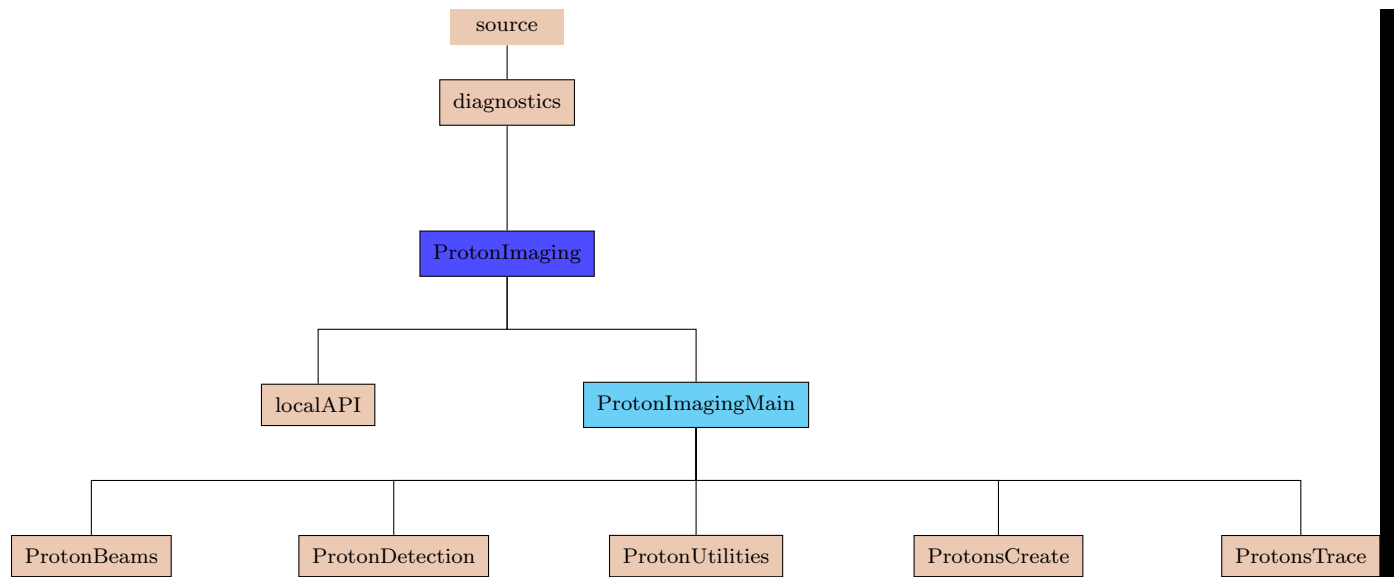 source
diagnostics
ProtonImaging
localAPI
ProtonImagingMain
ProtonBeams
ProtonDetection
ProtonUtilities
ProtonsCreate
ProtonsTrace